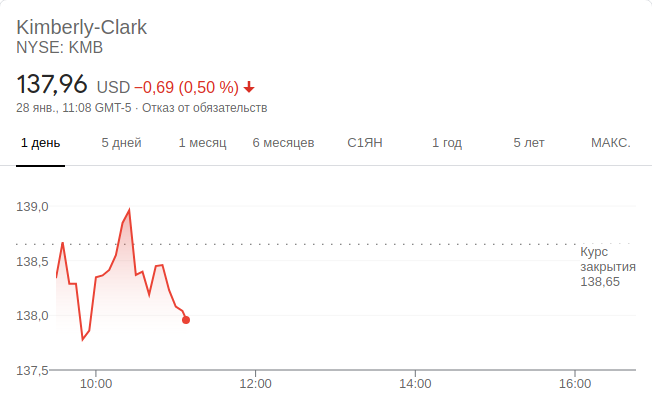 Kimberly-Clark
NYSE: KMB
137,96 USD −0,69 (0,50 %)
28 янв., 11:08 GMT-5 · Отказ от обязательств
1 день 5 дней 1 месяц 6 месяцев С1ЯН 1 год 5 лет МАКС.
139,0
138,5
138,0
137,5
Курс
закрытия
138,65
10:00 12:00 14:00 16:00